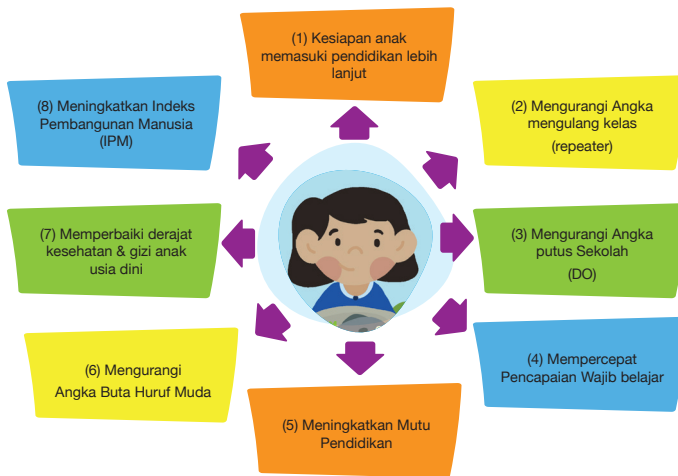 (1) Kesiapan anak
memasuki pendidikan lebih
lanjut
(2) Mengurangi Angka
mengulang kelas
(repeater)
(3) Mengurangi Angka
putus Sekolah
(DO)
(4) Mempercepat
Pencapaian Wajib belajar
(5) Meningkatkan Mutu
Pendidikan
(6) Mengurangi
Angka Buta Huruf Muda
(7) Memperbaiki derajat
kesehatan & gizi anak
usia dini
(8) Meningkatkan Indeks
Pembangunan Manusia
(IPM)